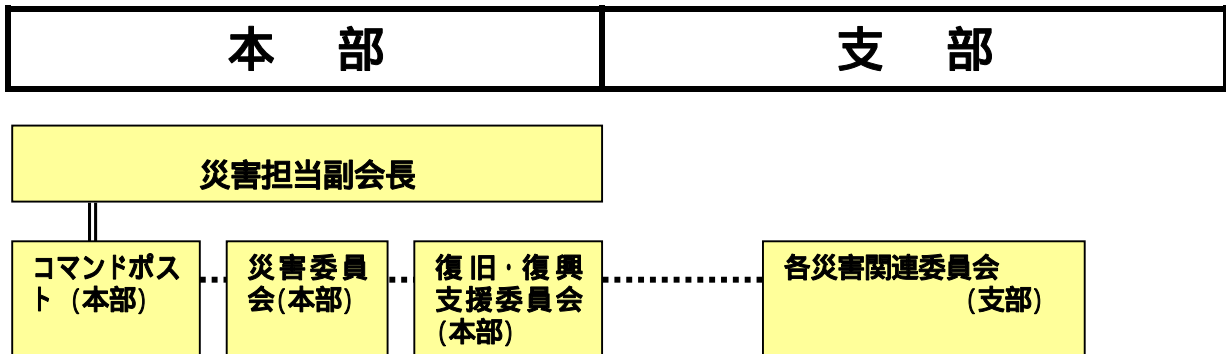 本　部
支　部
災害担当副会長
コマンドポス
ト (本部)
災害委員
会(本部)
復旧・復興
支援委員会
(本部)
各災害関連委員会
(支部)